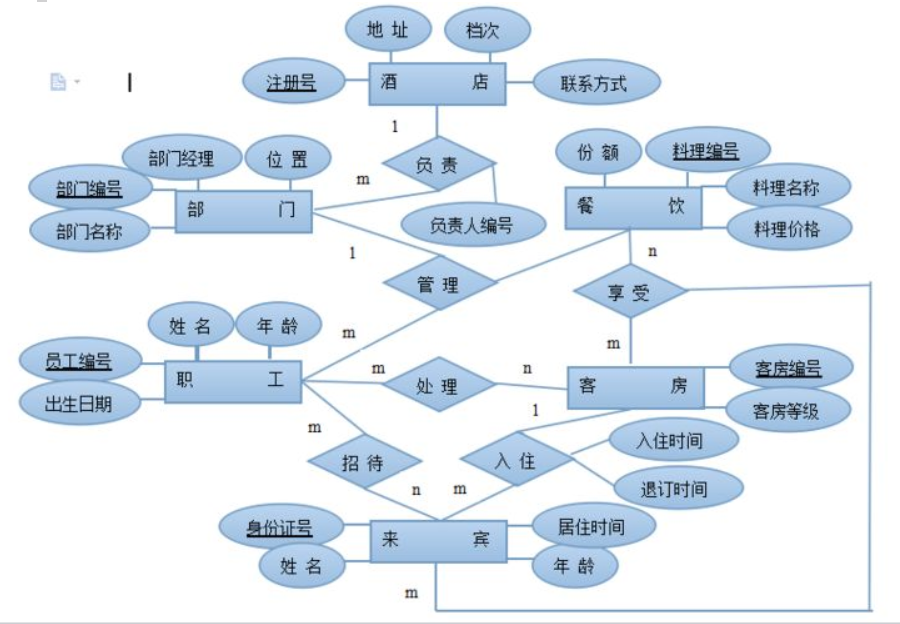 地 址
档次
注册号
酒 店
联系方式
1
部门经理
位 置
负 责
份 额
料理编号
部门编号
m
料理名称
部 门
餐 饮
部门名称
负责人编号
料理价格
1
n
管 理
享 受
姓 名
年 龄
m
m
员工编号
m
n
客房编号
职 工
处 理
客 房
出生日期
1
客房等级
m
入住时间
招 待
入 住
n
m
退订时间
身份证号
来 宾
居住时间
姓 名
年 龄
m